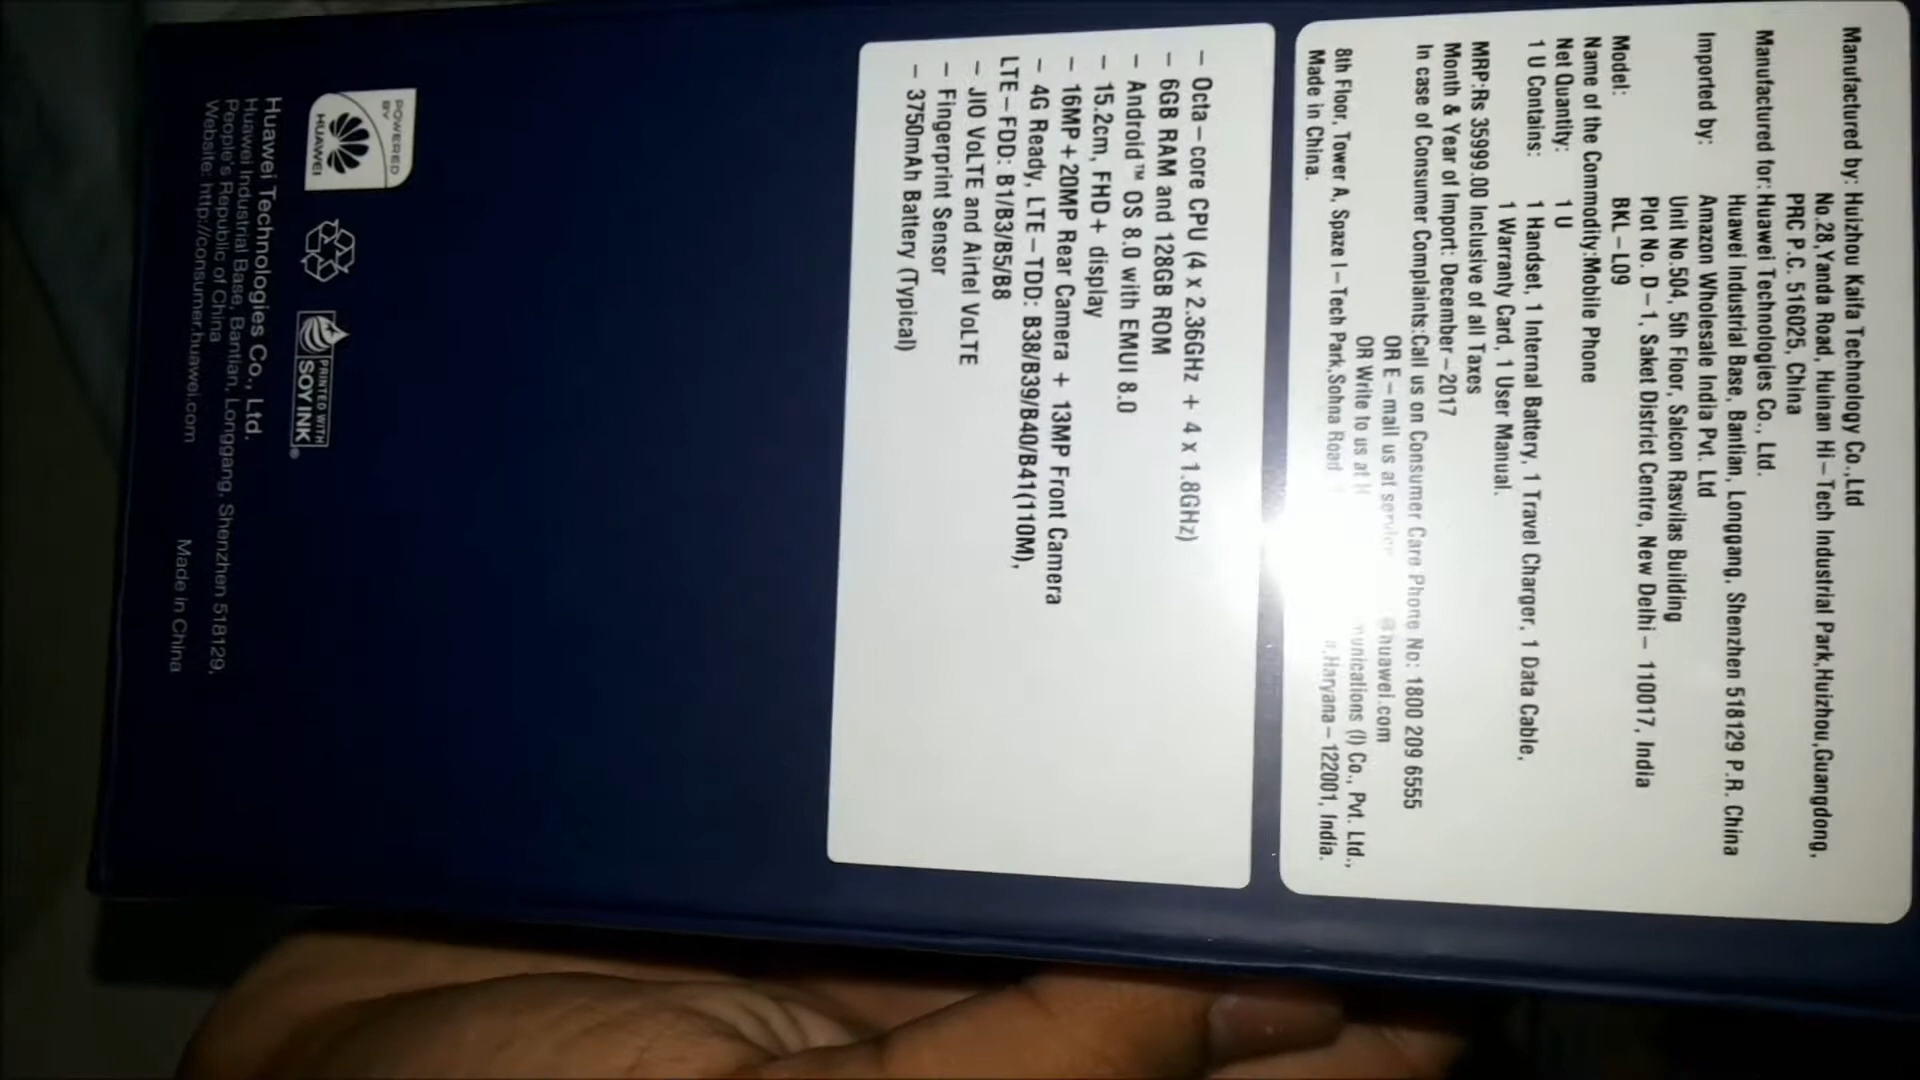 Manufactured by: Huizhou Kaifa Technology Co.,Ltd
No.28,Yanda Road, Huinan Hi-Tech Industrial Park,Huizhou,Guangdong,
PRC P.C. 516025, China
Manufactured for: Huawei Technologies Co., Ltd.
Huawei Industrial Base, Bantian, Longgang, Shenzhen 518129 P.R. China
Imported by: Amazon Wholesale India Pvt. Ltd
Unit No.504, 5th Floor, Salcon Rasvilas Building
Plot No. D-1, Saket District Centre, New Delhi- 110017, India
Model: BKL-L09
Name of the Commodity:Mobile Phone
Net Quantity: 1 U
1 U Contains: 1 Handset, 1 Internal Battery, 1 Travel Charger, 1 Data Cable,
1 Warranty Card, 1 User Manual.
MRP:Rs 35999.00 Inclusive of all Taxes
Month & Year of Import: December-2017
In case of Consumer Complaints:Call us on Consumer Care Phone No: 1800 209 6555
OR E-mail us at @huawei.com
OR Write to us at (I) Co., Pvt. Ltd.,
8th Floor, Tower A, Spaze I-Tech Park,Sohna Road Haryana-122001, India.
Made in China.
- Octa-core CPU (4 x 2.36GHz + 4 x 1.8GHz)
- 6GB RAM and 128GB ROM
- Android™ OS 8.0 with EMUI 8.0
- 15.2cm, FHD+ display
- 16MP+20MP Rear Camera + 13MP Front Camera
- 4G Ready, LTE-TDD: B38/B39/B40/B41(110M),
LTE-FDD: B1/B3/B5/B8
- JIO VoLTE and Airtel VoLTE
- Fingerprint Sensor
- 3750mAh Battery (Typical)
POWERED
BY
HUAWEI
PRINTED WITH
SOY INK®
Huawei Technologies Co., Ltd.
Huawei Industrial Base, Bantian, Longgang, Shenzhen 518129,
People's Republic of China
Website: http://consumer.huawei.com
Made in China